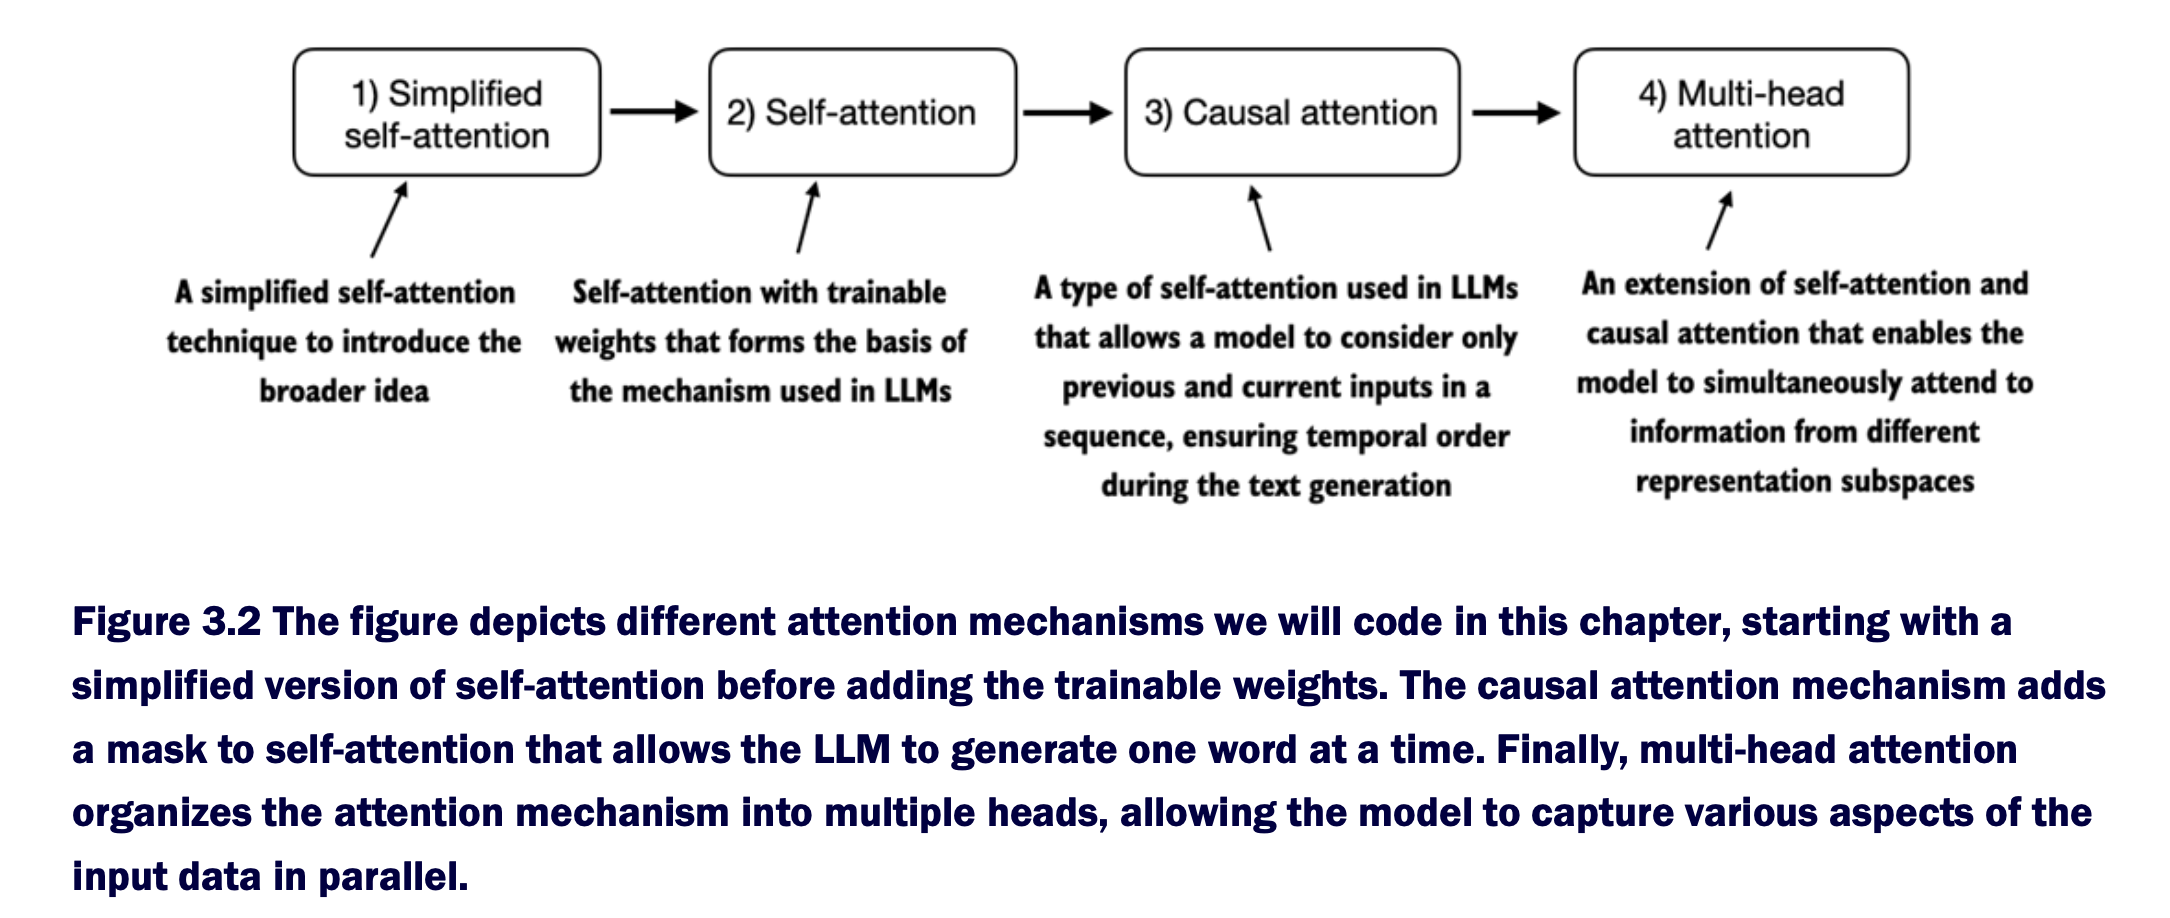 1) Simplified
self-attention
2) Self-attention
3) Causal attention
4) Multi-head
attention
A simplified self-attention
technique to introduce the
broader idea
Self-attention with trainable
weights that forms the basis of
the mechanism used in LLMs
A type of self-attention used in LLMs
that allows a model to consider only
previous and current inputs in a
sequence, ensuring temporal order
during the text generation
An extension of self-attention and
causal attention that enables the
model to simultaneously attend to
information from different
representation subspaces
Figure 3.2 The figure depicts different attention mechanisms we will code in this chapter, starting with a
simplified version of self-attention before adding the trainable weights. The causal attention mechanism adds
a mask to self-attention that allows the LLM to generate one word at a time. Finally, multi-head attention
organizes the attention mechanism into multiple heads, allowing the model to capture various aspects of the
input data in parallel.